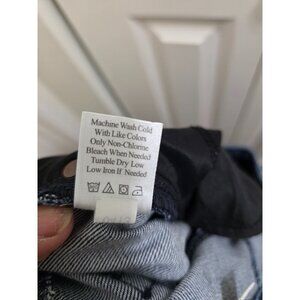 Machine Wash Cold
With Like Colors
Only Non-Chlorine
Bleach When Needed
Tumble Dry Low
Low Iron If Needed